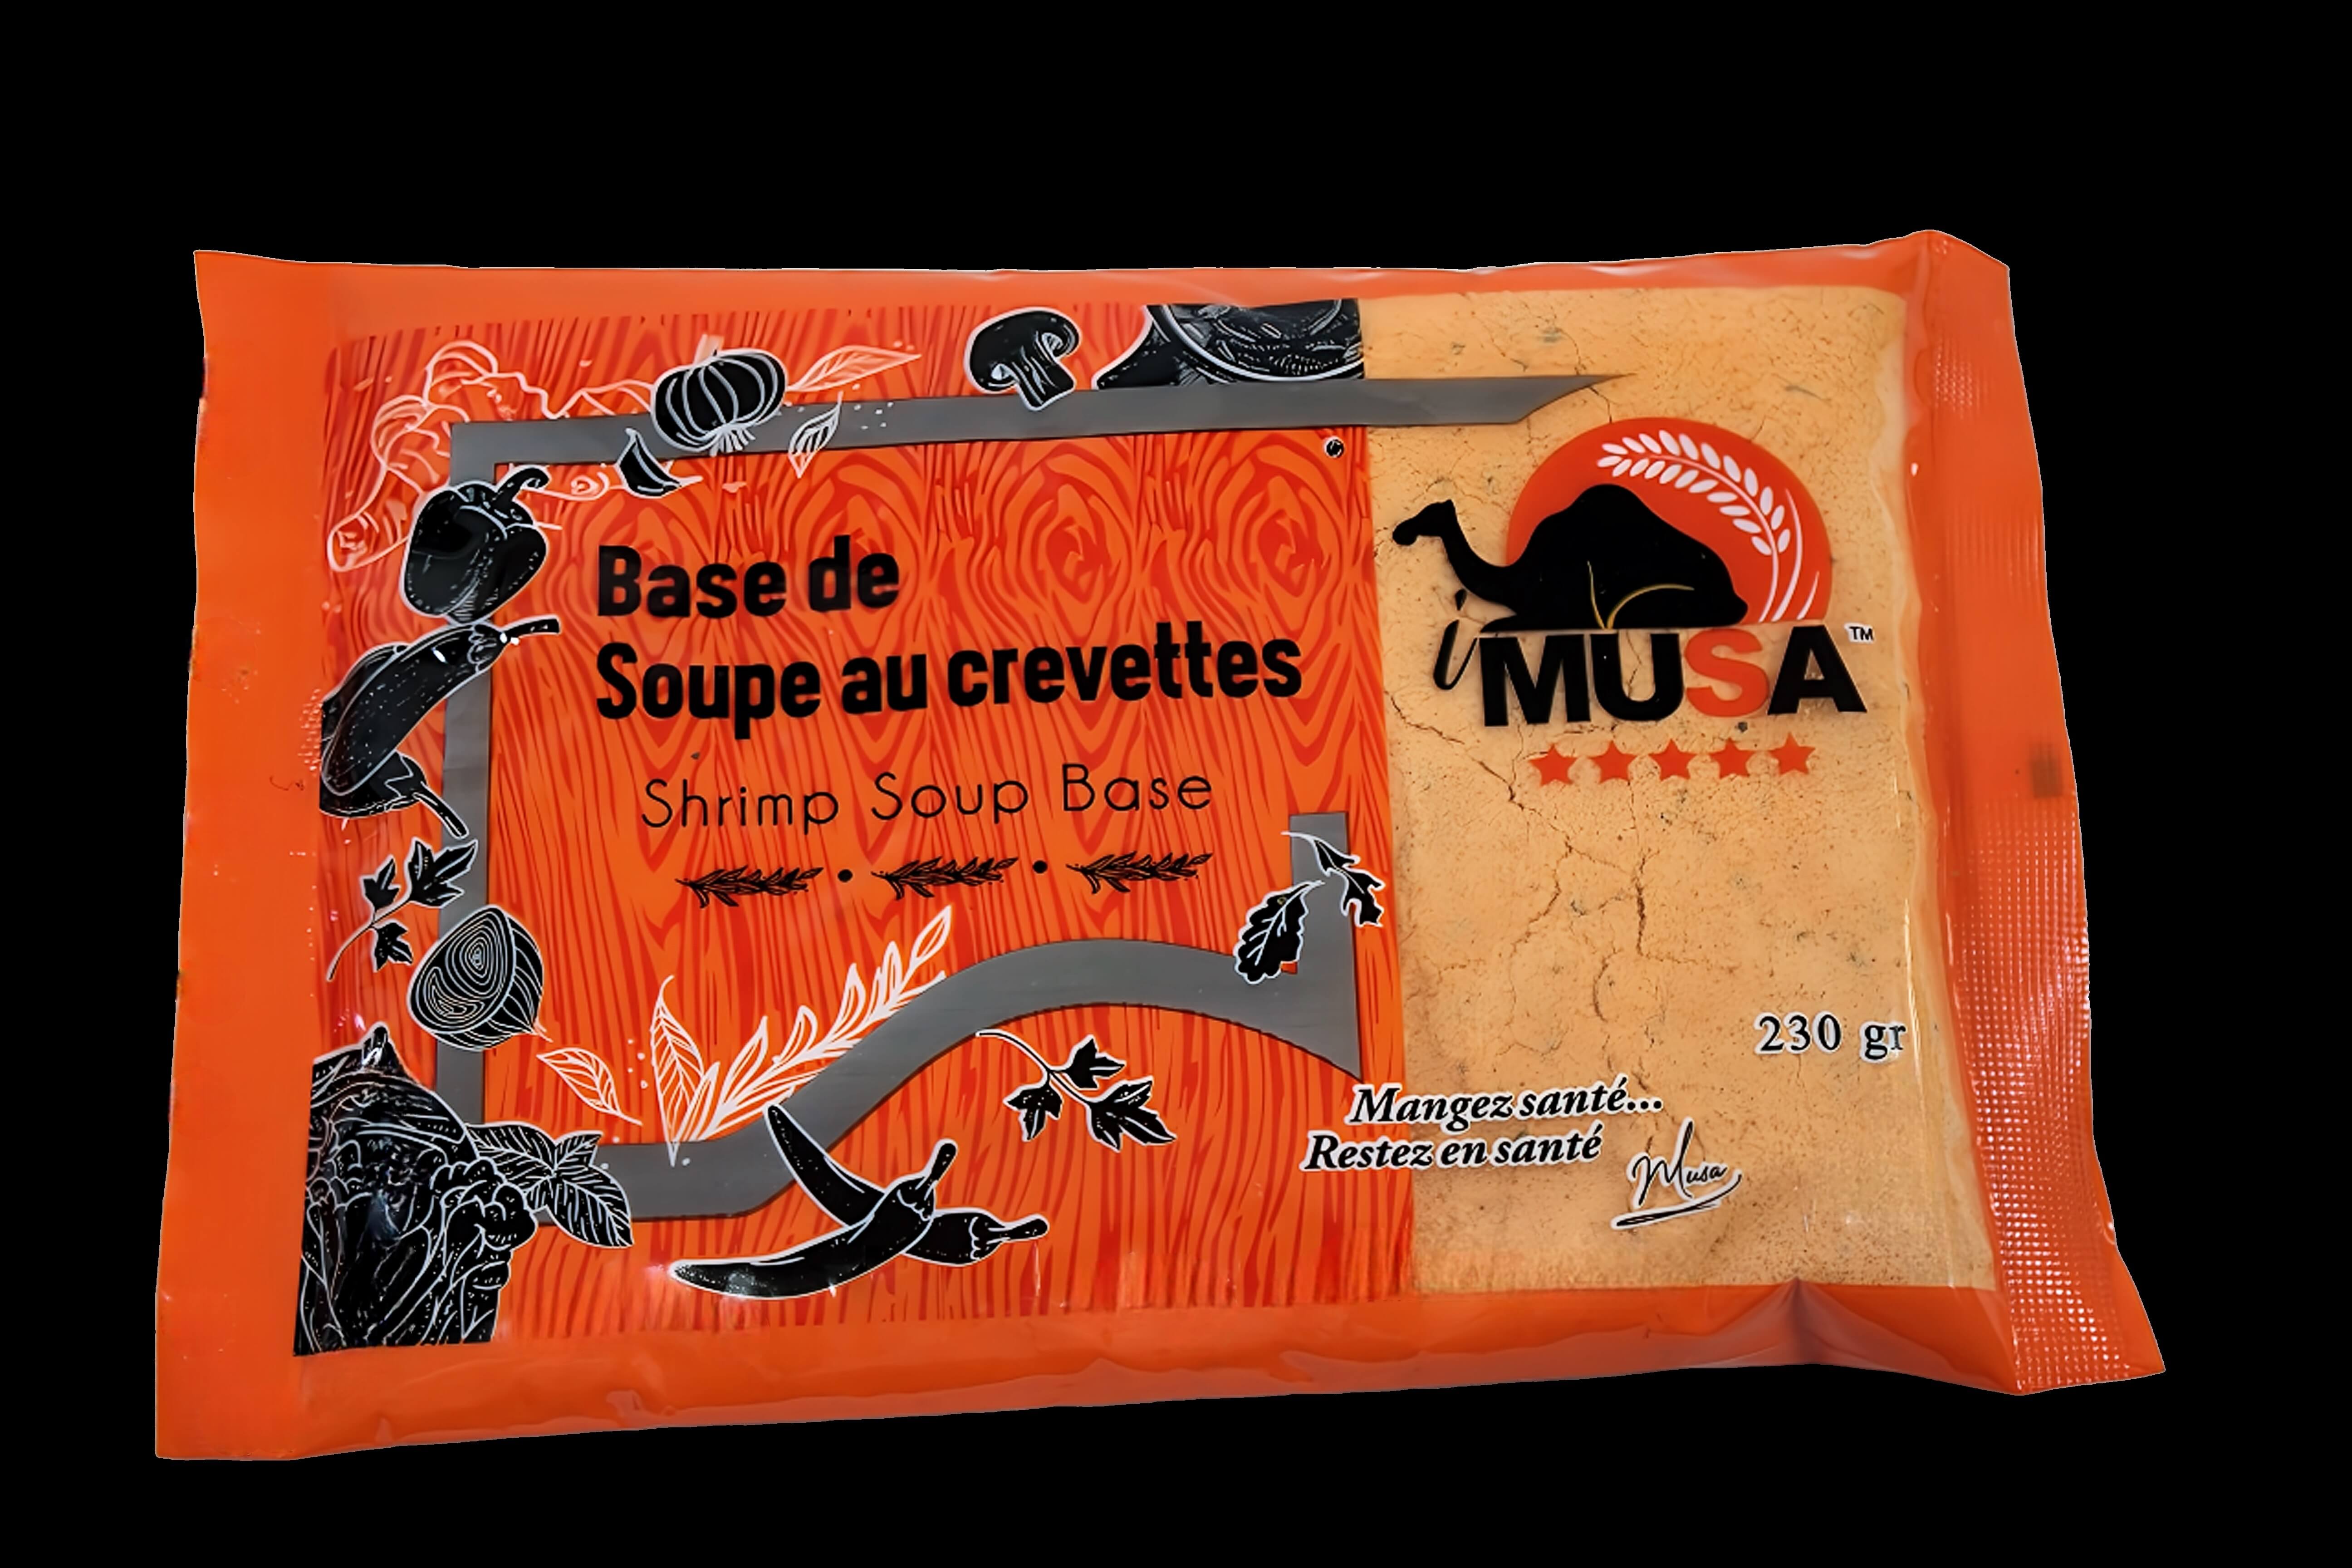 Base de
Soupe au crevettes
Shrimp Soup Base
i MUSA™
230 gr
Mangez santé...
Restez en santé
Musa